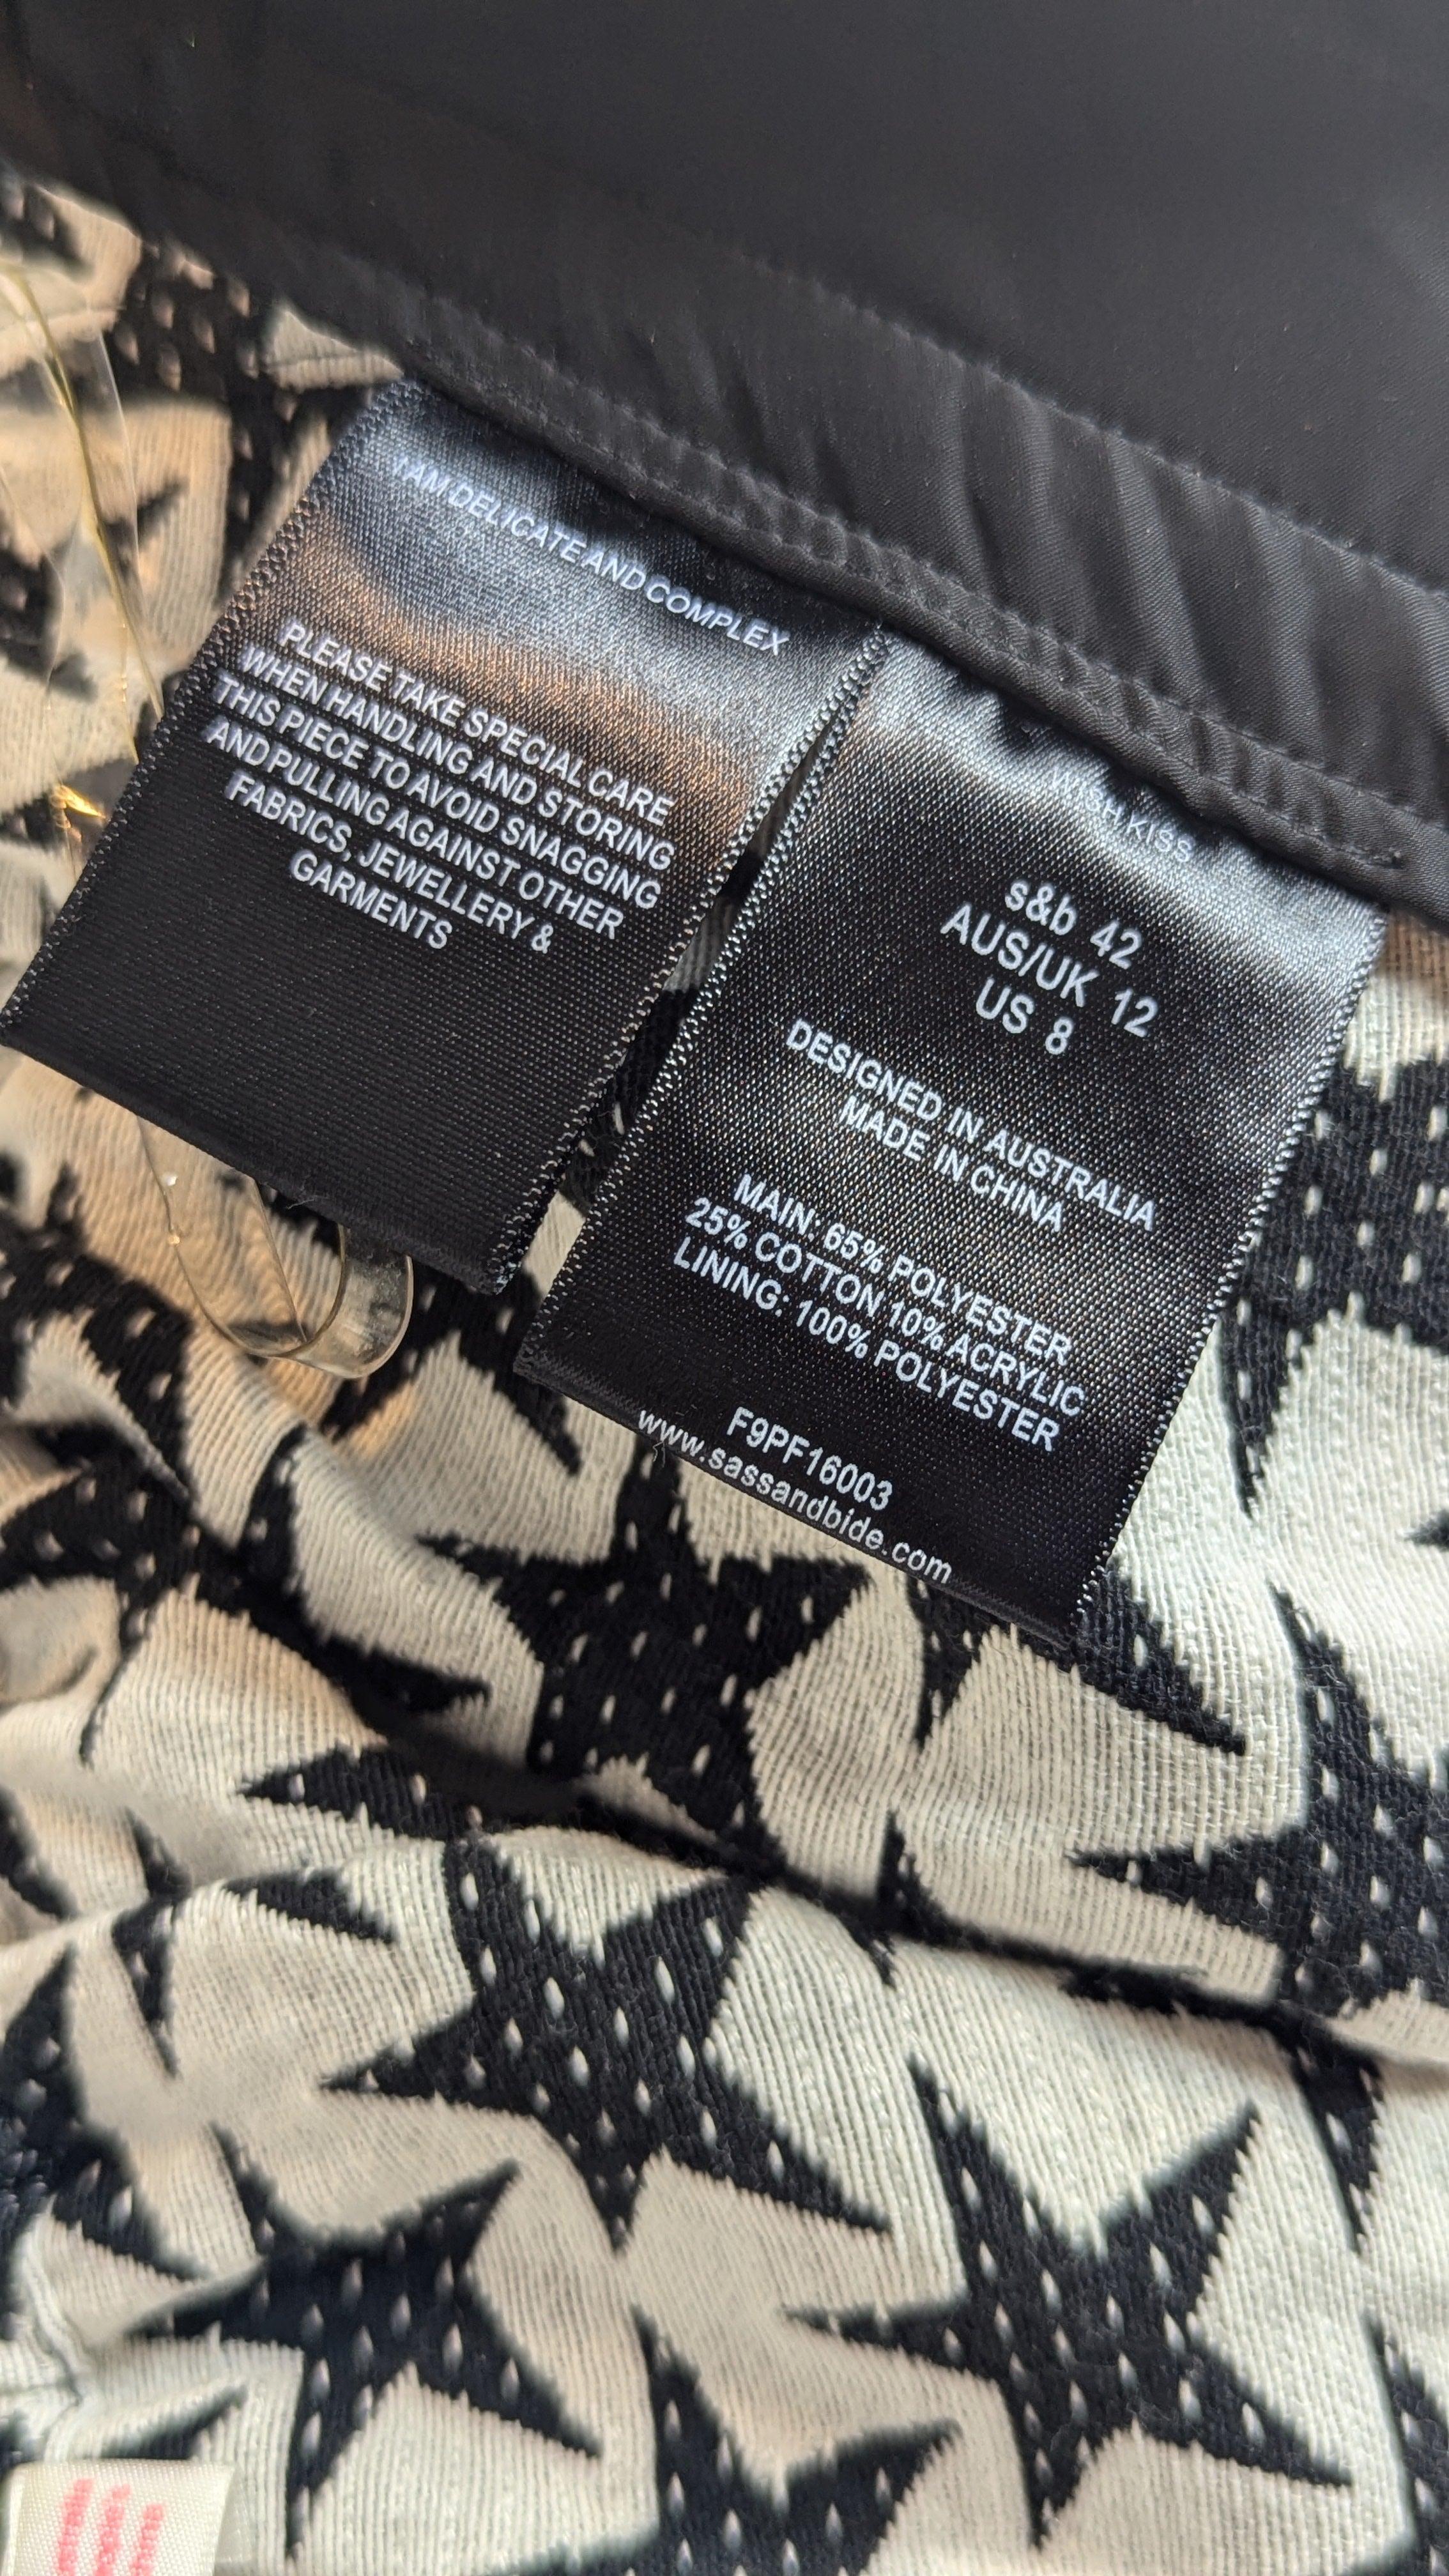 I AM DELICATE AND COMPLEX
PLEASE TAKE SPECIAL CARE
WHEN HANDLING AND STORING
THIS PIECE TO AVOID SNAGGING
AND PULLING AGAINST OTHER
FABRICS, JEWELLERY &
GARMENTS
WISH KISS
s&b 42
AUS/UK 12
US 8
DESIGNED IN AUSTRALIA
MADE IN CHINA
MAIN: 65% POLYESTER
25% COTTON 10% ACRYLIC
LINING: 100% POLYESTER
F9PF16003
www.sassandbide.com